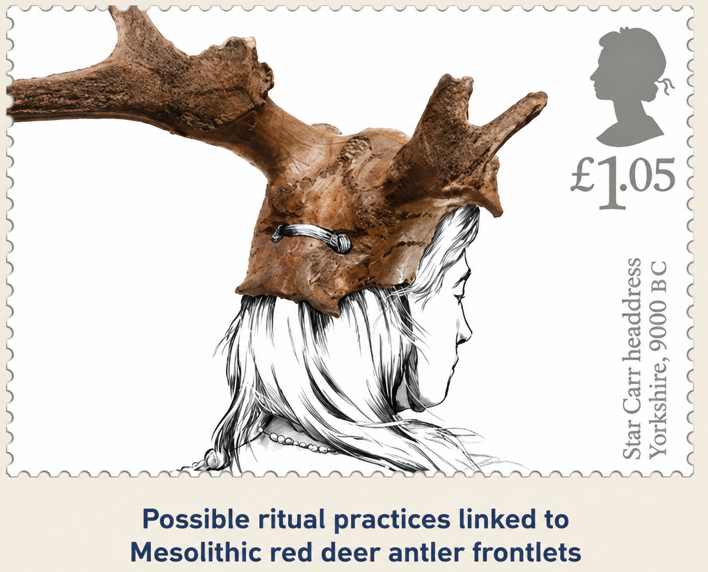 £1.05
Star Carr headdress
Yorkshire, 9000 BC
Possible ritual practices linked to
Mesolithic red deer antler frontlets